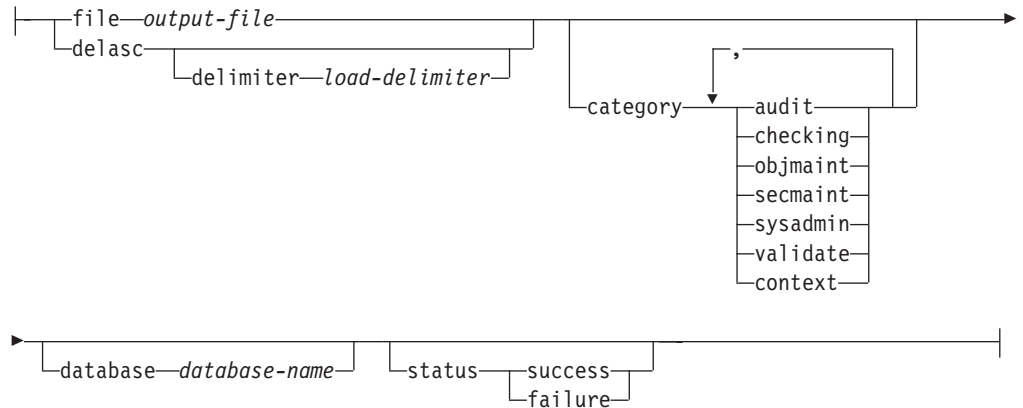 file output-file
delasc
delimiter load-delimiter
,
category audit
checking
objmaint
secmaint
sysadmin
validate
context
database database-name status success
failure